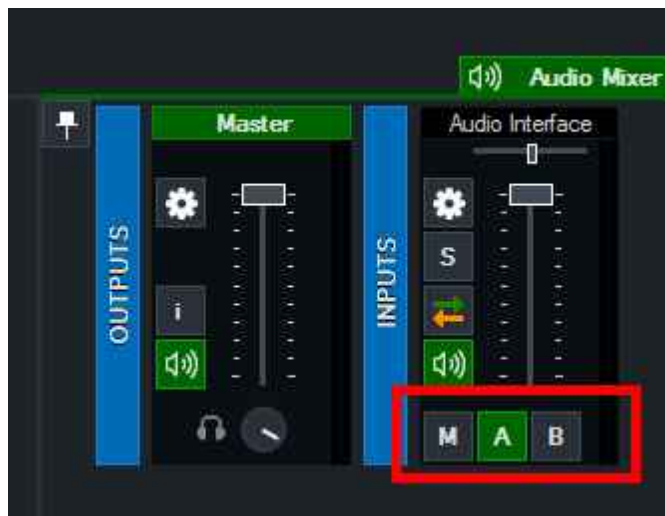 Audio Mixer
OUTPUTS
Master
i
INPUTS
Audio Interface
S
M A B